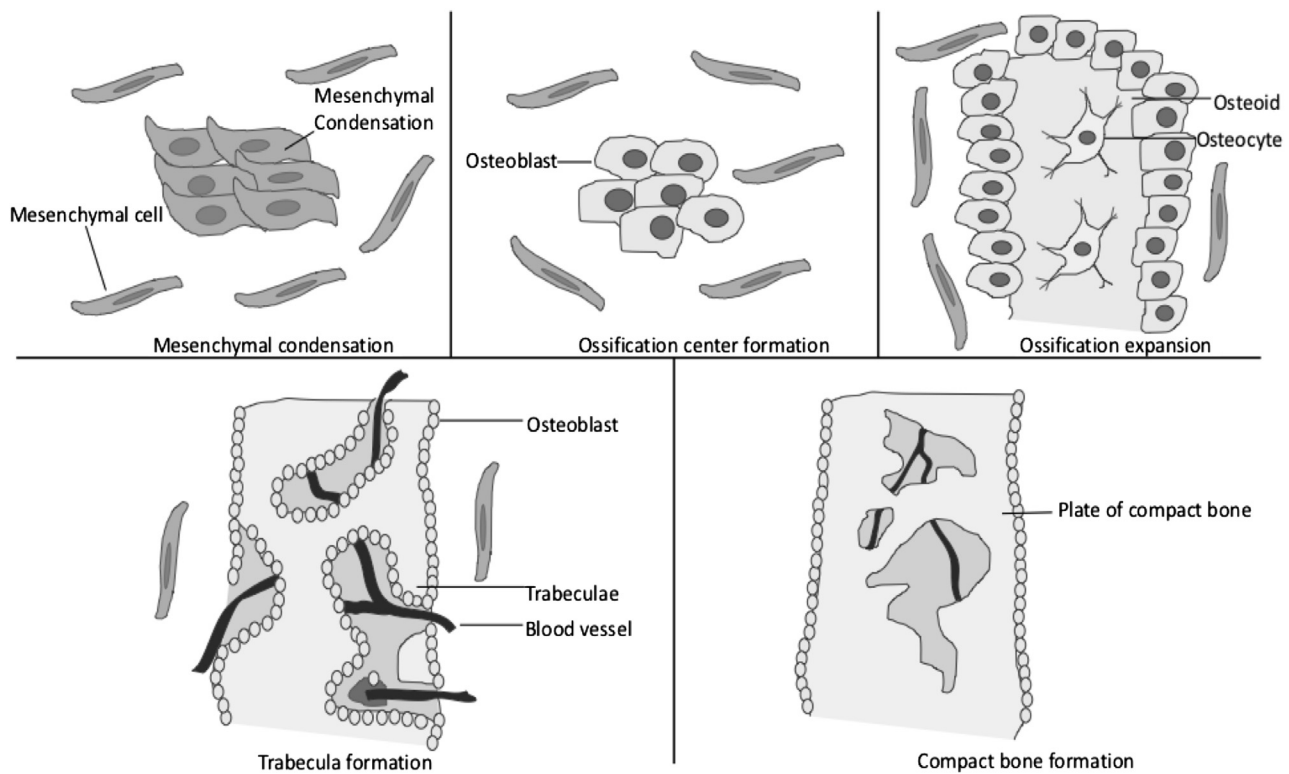 Mesenchymal
Condensation
Mesenchymal cell
Mesenchymal condensation
Osteoblast
Ossification center formation
Osteoid
Osteocyte
Ossification expansion
Osteoblast
Trabeculae
Blood vessel
Trabecula formation
Plate of compact bone
Compact bone formation